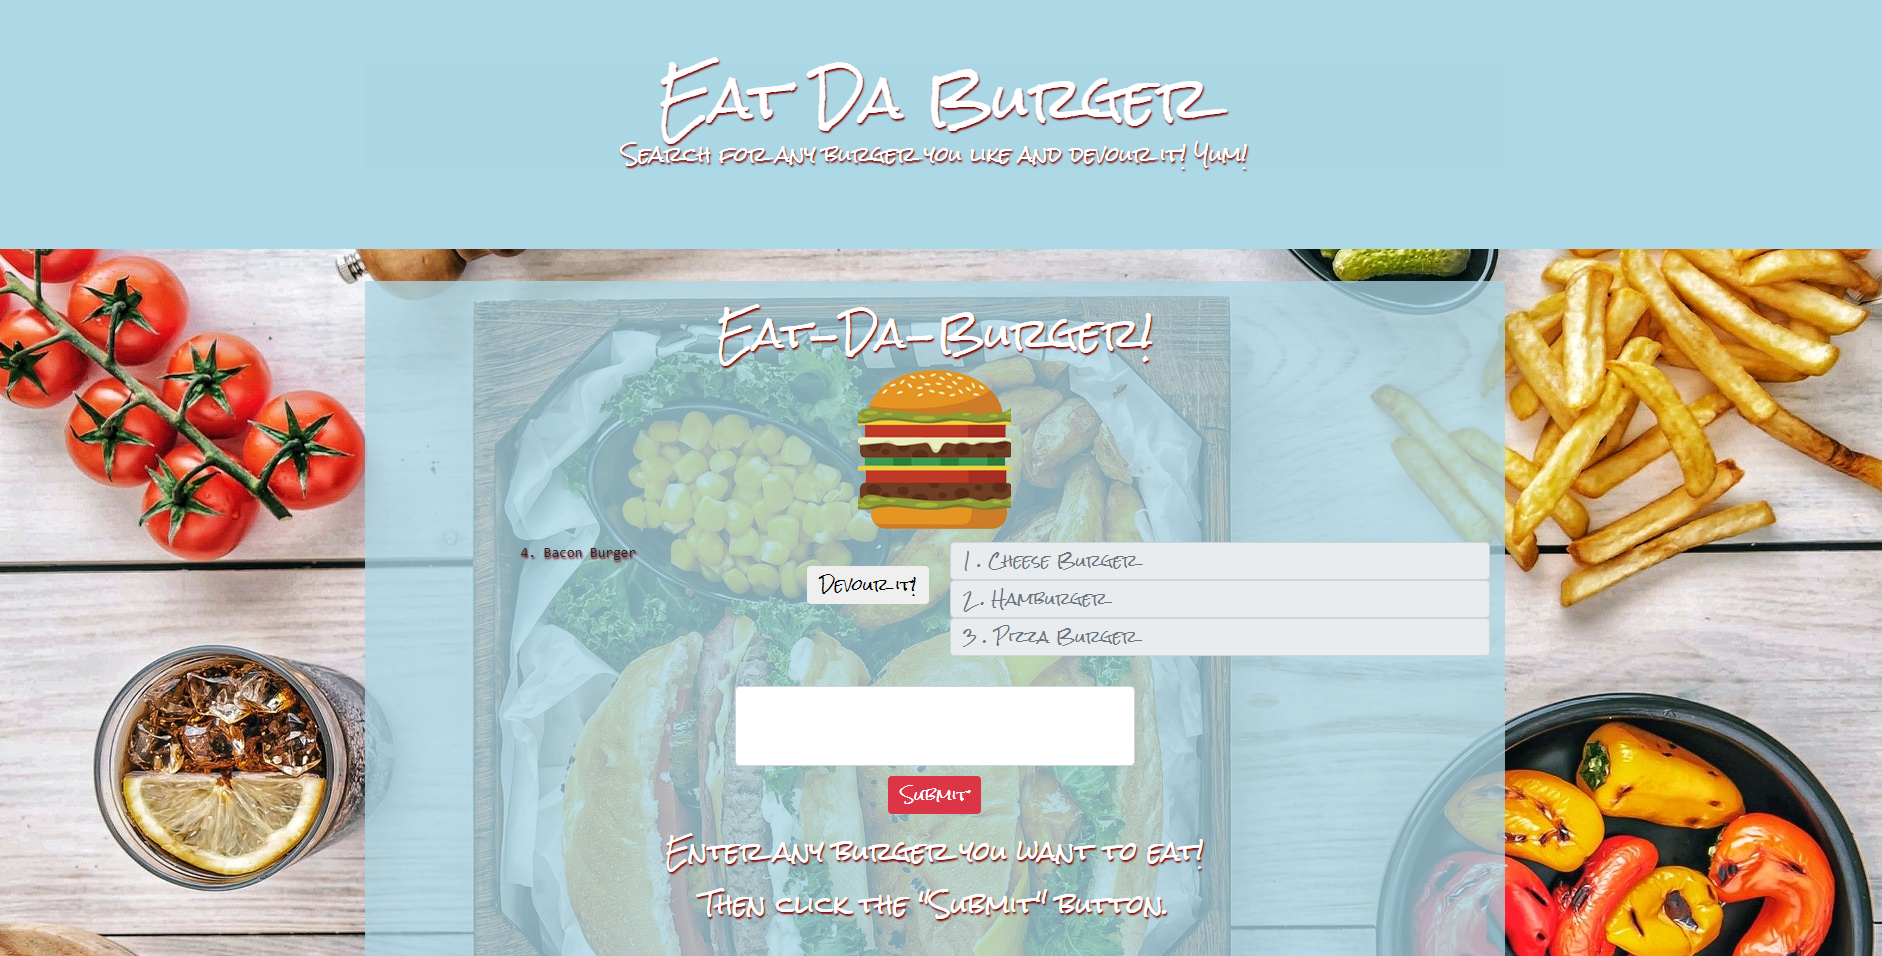 Eat Da Burger
Search for any burger you like and devour it! Yum!
Eat-Da-Burger!
4. Bacon Burger
Devour it!
1 . Cheese Burger
2 . Hamburger
3 . Pizza Burger
Submit
Enter any burger you want to eat!
Then click the "Submit" button.